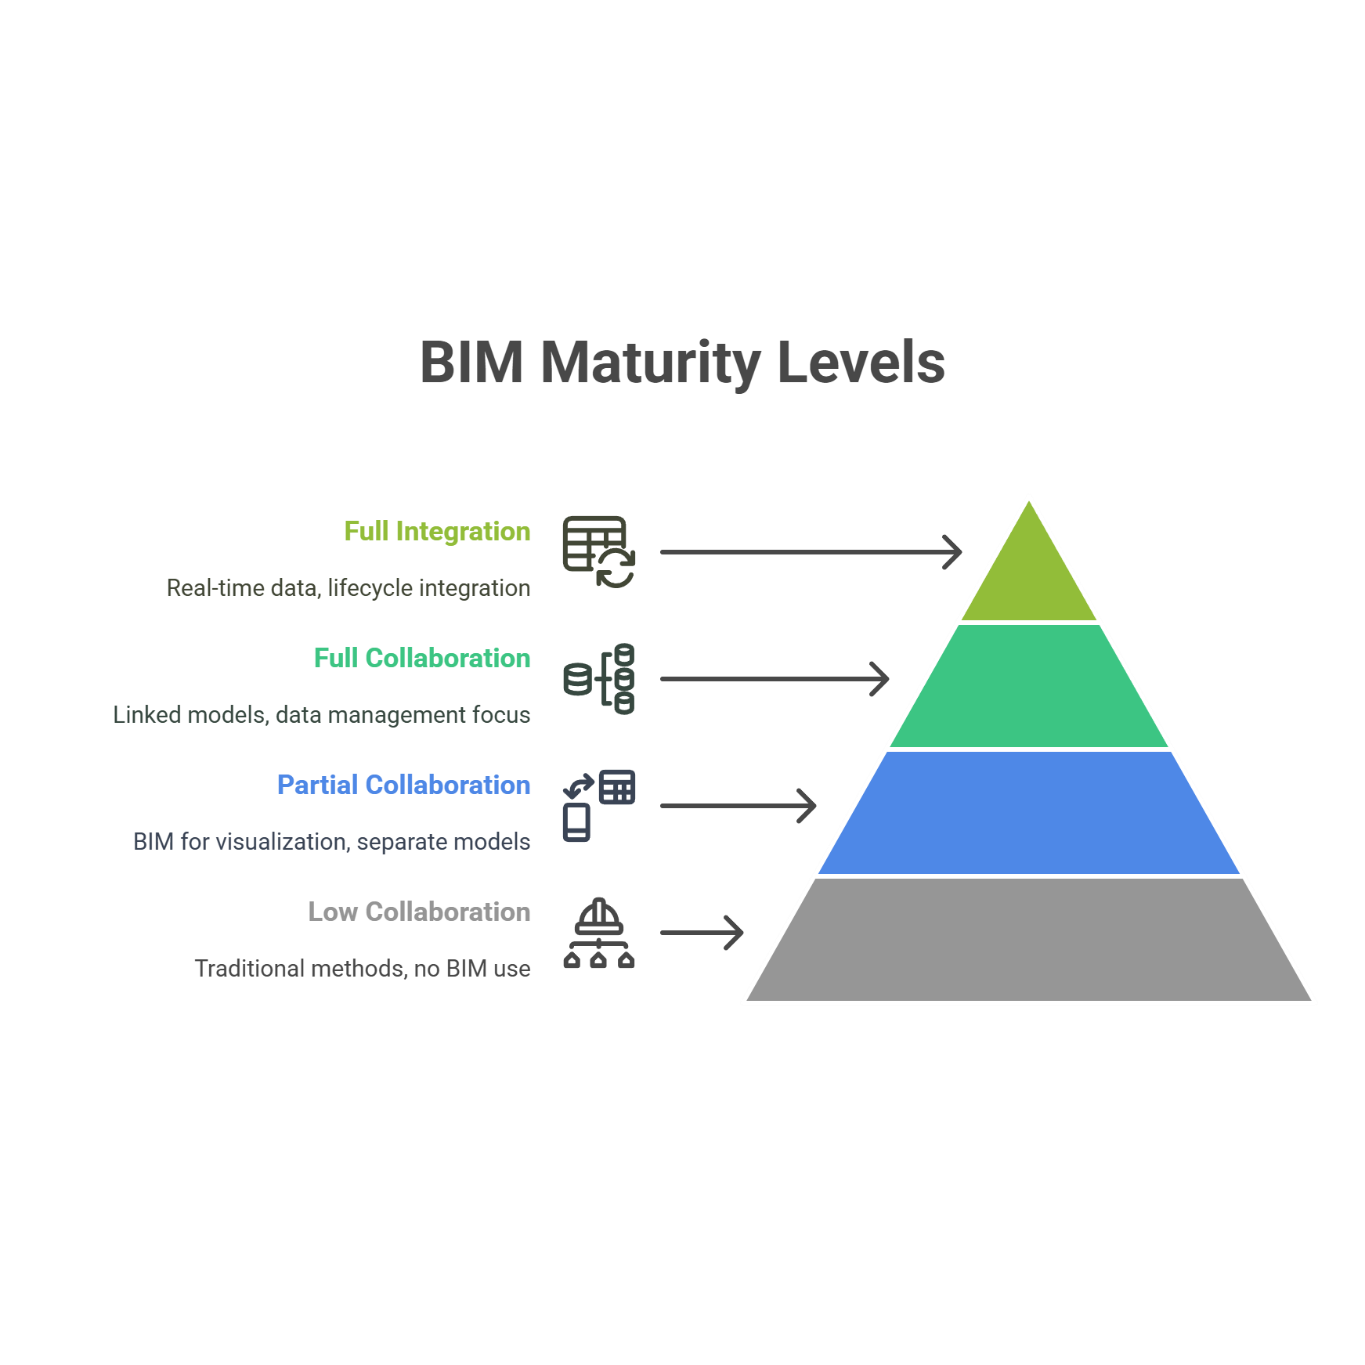 BIM Maturity Levels
Full Integration
Real-time data, lifecycle integration
Full Collaboration
Linked models, data management focus
Partial Collaboration
BIM for visualization, separate models
Low Collaboration
Traditional methods, no BIM use